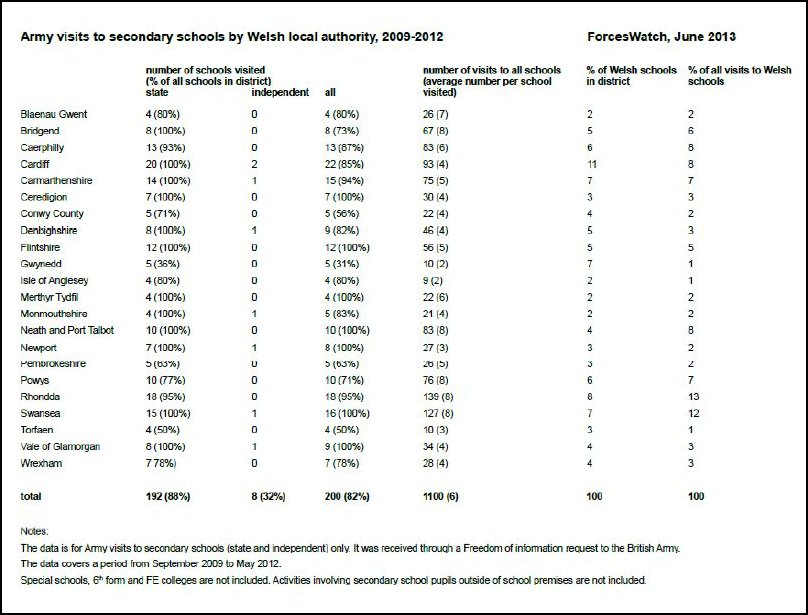 Army visits to secondary schools by Welsh local authority, 2009-2012 ForcesWatch, June 2013
number of schools visited number of visits to all schools % of Welsh schools % of all visits to Welsh
(% of all schools in district) (average number per school in district schools
state independent all visited)
Blaenau Gwent 4 (80%) 0 4 (80%) 26 (7) 2 2
Bridgend 8 (100%) 0 8 (73%) 67 (8) 5 6
Caerphilly 13 (93%) 0 13 (87%) 83 (6) 6 8
Cardiff 20 (100%) 2 22 (85%) 93 (4) 11 8
Carmarthenshire 14 (100%) 1 15 (94%) 75 (5) 7 7
Ceredigion 7 (100%) 0 7 (100%) 30 (4) 3 3
Conwy County 5 (71%) 0 5 (56%) 22 (4) 4 2
Denbighshire 8 (100%) 1 9 (82%) 46 (4) 5 3
Flintshire 12 (100%) 0 12 (100%) 56 (5) 5 5
Gwynedd 5 (36%) 0 5 (31%) 10 (2) 7 1
Isle of Anglesey 4 (80%) 0 4 (80%) 9 (2) 2 1
Merthyr Tydfil 4 (100%) 0 4 (100%) 22 (6) 2 2
Monmouthshire 4 (100%) 1 5 (83%) 21 (4) 2 2
Neath and Port Talbot 10 (100%) 0 10 (100%) 83 (8) 4 8
Newport 7 (100%) 1 8 (100%) 27 (3) 3 2
Pembrokeshire 5 (63%) 0 5 (63%) 26 (5) 3 2
Powys 10 (77%) 0 10 (71%) 76 (8) 6 7
Rhondda 18 (95%) 0 18 (95%) 139 (8) 8 13
Swansea 15 (100%) 1 16 (100%) 127 (8) 7 12
Torfaen 4 (50%) 0 4 (50%) 10 (3) 3 1
Vale of Glamorgan 8 (100%) 1 9 (100%) 34 (4) 4 3
Wrexham 7 78%) 0 7 (78%) 28 (4) 4 3
total 192 (88%) 8 (32%) 200 (82%) 1100 (6) 100 100
Notes:
The data is for Army visits to secondary schools (state and independent) only. It was received through a Freedom of information request to the British Army.
The data covers a period from September 2009 to May 2012.
Special schools, 6th form and FE colleges are not included. Activities involving secondary school pupils outside of school premises are not included.